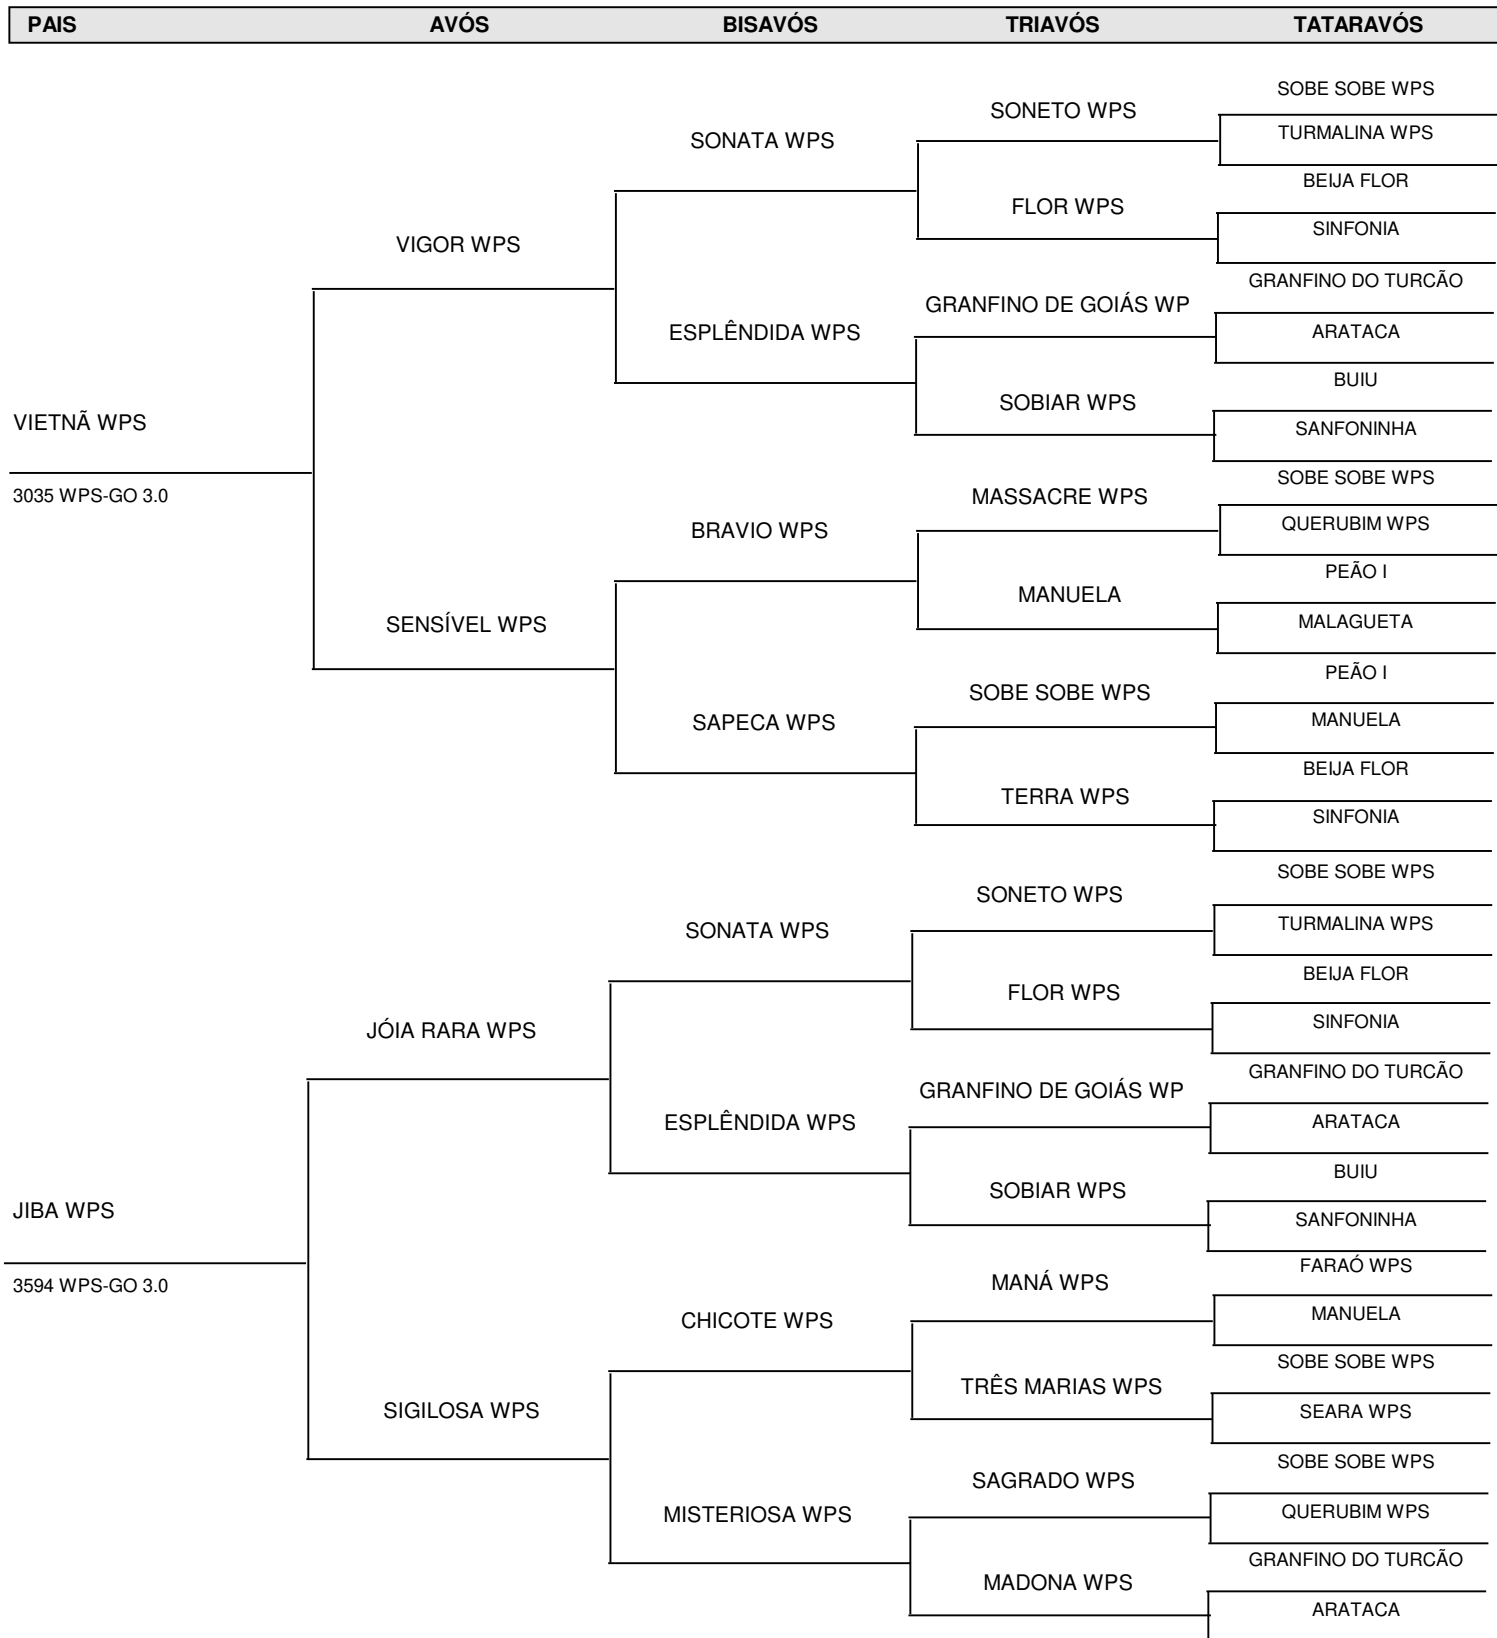 PAIS AVÓS BISAVÓS TRIAVÓS TATARAVÓS
SOBE SOBE WPS
SONETO WPS
TURMALINA WPS
SONATA WPS
BEIJA FLOR
FLOR WPS
SINFONIA
VIGOR WPS
GRANFINO DO TURCÃO
GRANFINO DE GOIÁS WP
ARATACA
ESPLÊNDIDA WPS
BUIU
SOBIAR WPS
VIETNÃ WPS
SANFONINHA
SOBE SOBE WPS
3035 WPS-GO 3.0
MASSACRE WPS
QUERUBIM WPS
BRAVIO WPS
PEÃO I
MANUELA
MALAGUETA
SENSÍVEL WPS
PEÃO I
SOBE SOBE WPS
MANUELA
SAPECA WPS
BEIJA FLOR
TERRA WPS
SINFONIA
SOBE SOBE WPS
SONETO WPS
TURMALINA WPS
SONATA WPS
BEIJA FLOR
FLOR WPS
SINFONIA
JÓIA RARA WPS
GRANFINO DO TURCÃO
GRANFINO DE GOIÁS WP
ARATACA
ESPLÊNDIDA WPS
BUIU
SOBIAR WPS
JIBA WPS
SANFONINHA
FARAÓ WPS
3594 WPS-GO 3.0
MANÁ WPS
MANUELA
CHICOTE WPS
SOBE SOBE WPS
TRÊS MARIAS WPS
SIGILOSA WPS
SEARA WPS
SOBE SOBE WPS
SAGRADO WPS
QUERUBIM WPS
MISTERIOSA WPS
GRANFINO DO TURCÃO
MADONA WPS
ARATACA